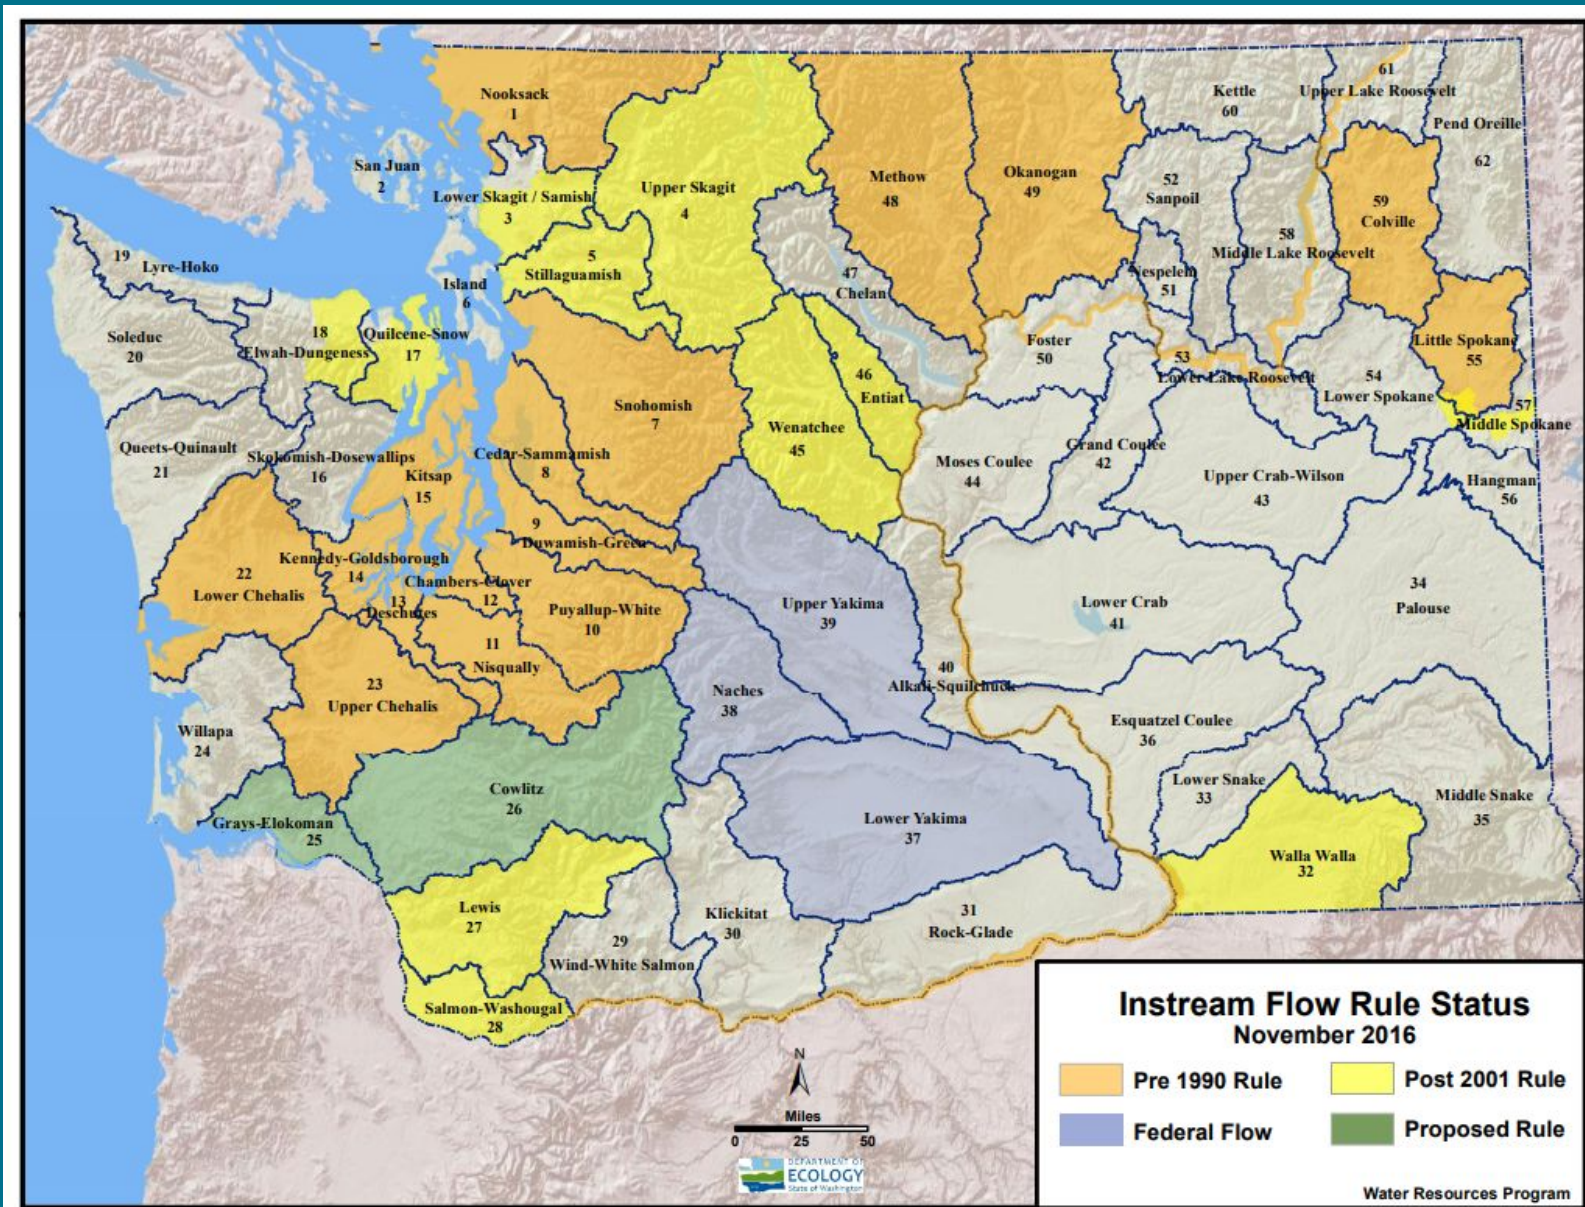 Nooksack
1
San Juan
2
Lower Skagit / Samish
3
Upper Skagit
4
5
Stillaguamish
Island
6
Snohomish
7
Cedar-Sammamish
8
9
Duwamish-Green
Puyallup-White
10
11
Nisqually
Chambers-Clover
12
13
Deschutes
Kennedy-Goldsborough
14
Kitsap
15
Skokomish-Dosewallips
16
Quilcene-Snow
17
18
Elwah-Dungeness
19
Lyre-Hoko
Soleduc
20
Queets-Quinault
21
22
Lower Chehalis
23
Upper Chehalis
Willapa
24
Grays-Elokoman
25
Cowlitz
26
Lewis
27
Salmon-Washougal
28
29
Wind-White Salmon
Klickitat
30
31
Rock-Glade
Walla Walla
32
Lower Snake
33
34
Palouse
Middle Snake
35
Esquatzel Coulee
36
Lower Yakima
37
Naches
38
Upper Yakima
39
40
Alkali-Squilchuck
Lower Crab
41
Grand Coulee
42
Upper Crab-Wilson
43
Moses Coulee
44
Wenatchee
45
46
Entiat
47
Chelan
Methow
48
Okanogan
49
Foster
50
Nespelem
51
52
Sanpoil
53
Lower Lake Roosevelt
54
Lower Spokane
Little Spokane
55
Hangman
56
57
Middle Spokane
58
Middle Lake Roosevelt
59
Colville
Kettle
60
61
Upper Lake Roosevelt
Pend Oreille
62
N
Miles
0 25 50
DEPARTMENT OF
ECOLOGY
State of Washington
Instream Flow Rule Status
November 2016
Pre 1990 Rule
Post 2001 Rule
Federal Flow
Proposed Rule
Water Resources Program